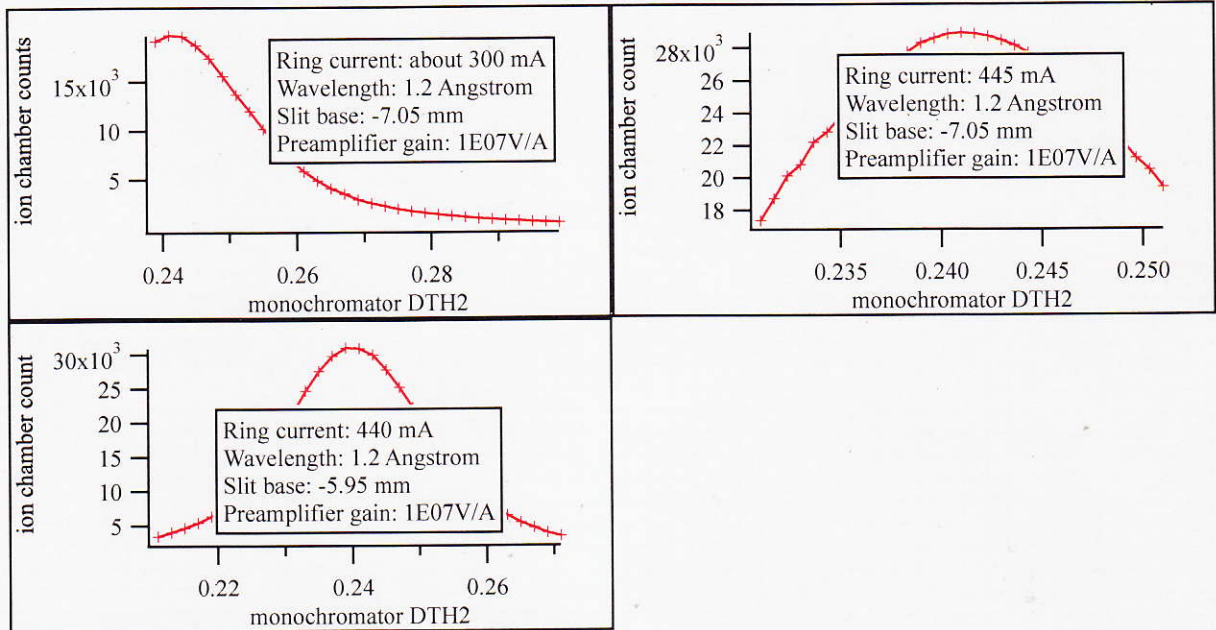 ion chamber counts
15x10³
10
5
Ring current: about 300 mA
Wavelength: 1.2 Angstrom
Slit base: -7.05 mm
Preamplifier gain: 1E07V/A
0.24 0.26 0.28
monochromator DTH2
ion chamber count
28x10³
26
24
22
20
18
Ring current: 445 mA
Wavelength: 1.2 Angstrom
Slit base: -7.05 mm
Preamplifier gain: 1E07V/A
0.235 0.240 0.245 0.250
monochromator DTH2
ion chamber count
30x10³
25
20
15
10
5
Ring current: 440 mA
Wavelength: 1.2 Angstrom
Slit base: -5.95 mm
Preamplifier gain: 1E07V/A
0.22 0.24 0.26
monochromator DTH2